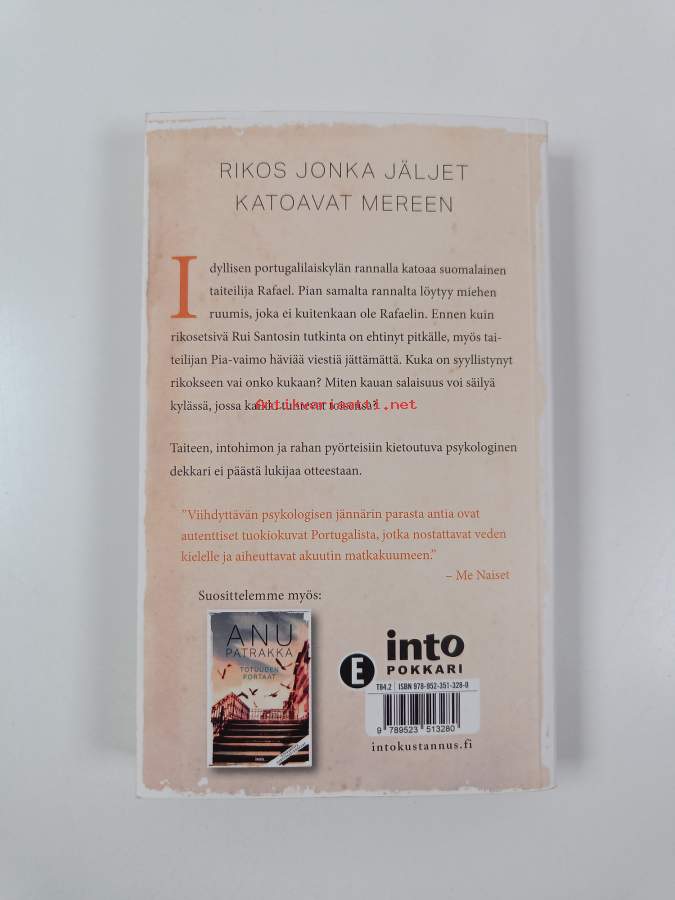 RIKOS JONKA JÄLJET
KATOAVAT MEREEN
Idyllisen portugalilaiskylän rannalla katoaa suomalainen
taiteilija Rafael. Pian samalta rannalta löytyy miehen
ruumis, joka ei kuitenkaan ole Rafaelin. Ennen kuin
rikosetsivä Rui Santosin tutkinta on ehtinyt pitkälle, myös tai-
teilijan Pia-vaimo häviää viestiä jättämättä. Kuka on syyllistynyt
rikokseen vai onko kukaan? Miten kauan salaisuus voi säilyä
kylässä, jossa kaikki tuntevat toisensa?
Antikvariaatti.net
Taiteen, intohimon ja rahan pyörteisiin kietoutuva psykologinen
dekkari ei päästä lukijaa otteestaan.
"Viihdyttävän psykologisen jännärin parasta antia ovat
autenttiset tuokiokuvat Portugalista, jotka nostattavat veden
kielelle ja aiheuttavat akuutin matkakuumeen."
– Me Naiset
Suosittelemme myös:
ANU
PATRAKKA
TOTUUDEN
PORTAAT
E
into
POKKARI
T84.2 ISBN 978-952-351-328-0
9 789523 513280
intokustannus.fi